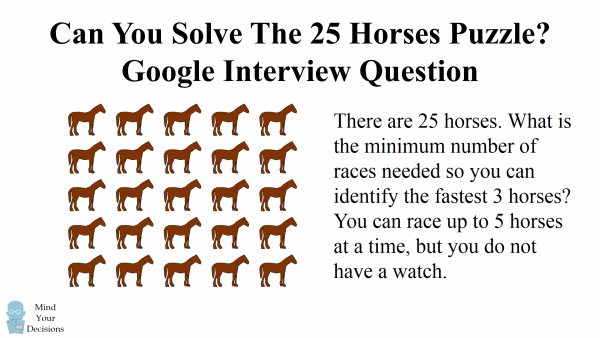 Can You Solve The 25 Horses Puzzle?
Google Interview Question
There are 25 horses. What is
the minimum number of
races needed so you can
identify the fastest 3 horses?
You can race up to 5 horses
at a time, but you do not
have a watch.
Mind
Your
Decisions